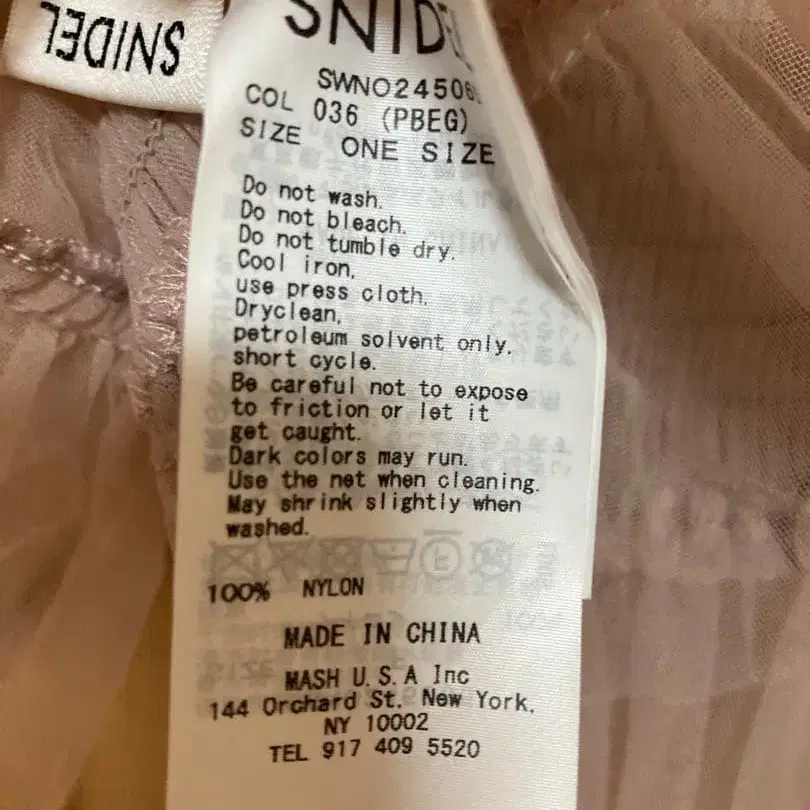 SNIDEL
SNIDEL
COL 036 (PBEG)
SIZE ONE SIZE
Do not wash.
Do not bleach.
Do not tumble dry.
Cool iron,
use press cloth.
Dryclean,
petroleum solvent only,
short cycle.
Be careful not to expose
to friction or let it
get caught.
Dark colors may run.
Use the net when cleaning.
May shrink slightly when
washed.
100% NYLON
MADE IN CHINA
MASH U.S.A Inc
144 Orchard St. New York.
NY 10002
TEL 917 409 5520